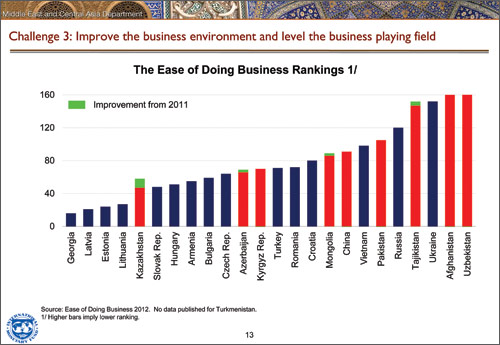 Middle East and Central Asia Department
Challenge 3: Improve the business environment and level the business playing field
The Ease of Doing Business Rankings 1/
160
Improvement from 2011
120
80
40
0
Georgia
Latvia
Estonia
Lithuania
Kazakhstan
Slovak Rep.
Hungary
Armenia
Bulgaria
Czech Rep.
Azerbaijan
Kyrgyz Rep.
Turkey
Romania
Croatia
Mongolia
China
Vietnam
Pakistan
Russia
Tajikistan
Ukraine
Afghanistan
Uzbekistan
Source: Ease of Doing Business 2012. No data published for Turkmenistan.
1/ Higher bars imply lower ranking.
INTERNATIONAL MONETARY FUND
13